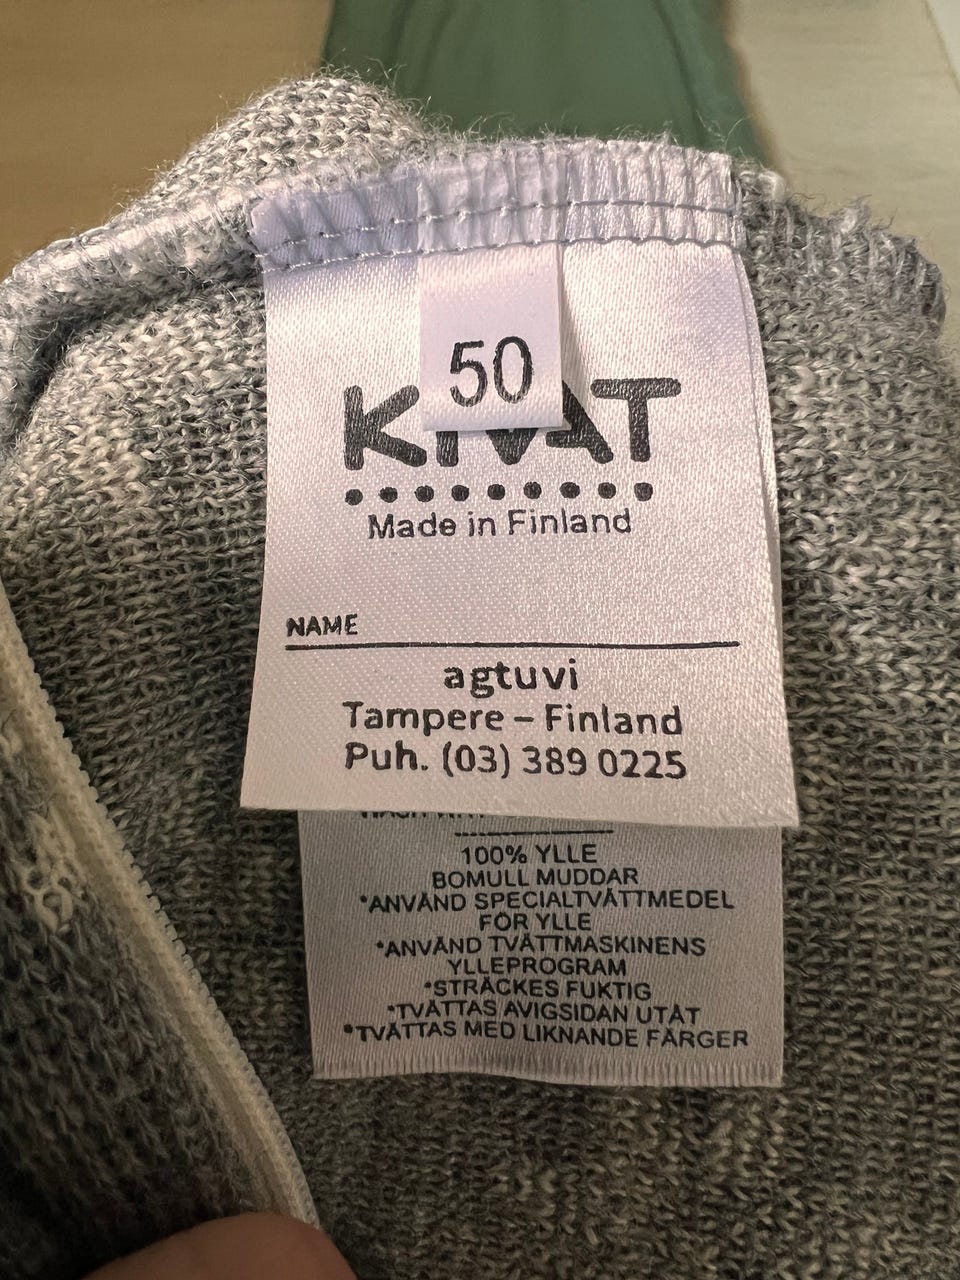 50
KIVAT
Made in Finland
NAME
agtuvi
Tampere – Finland
Puh. (03) 389 0225
100% YLLE
BOMULL MUDDAR
*ANVÄND SPECIALTVÄTTMEDEL
FÖR YLLE
*ANVÄND TVÄTTMASKINENS
YLLEPROGRAM
*STRÄCKES FUKTIG
*TVÄTTAS AVIGSIDAN UTÅT
*TVÄTTAS MED LIKNANDE FÄRGER